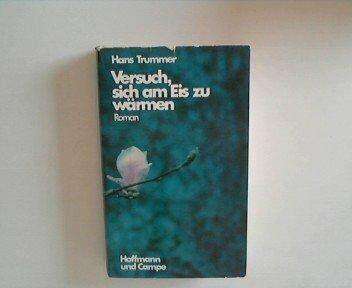 Hans Trummer
Versuch,
sich am Eis zu
wärmen
Roman
Hoffmann
und Campe